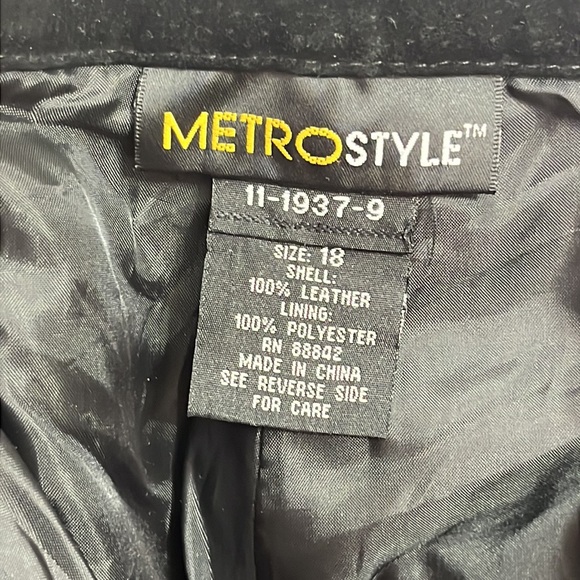 METROSTYLE™
11-1937-9
SIZE: 18
SHELL:
100% LEATHER
LINING:
100% POLYESTER
RN 88842
MADE IN CHINA
SEE REVERSE SIDE
FOR CARE